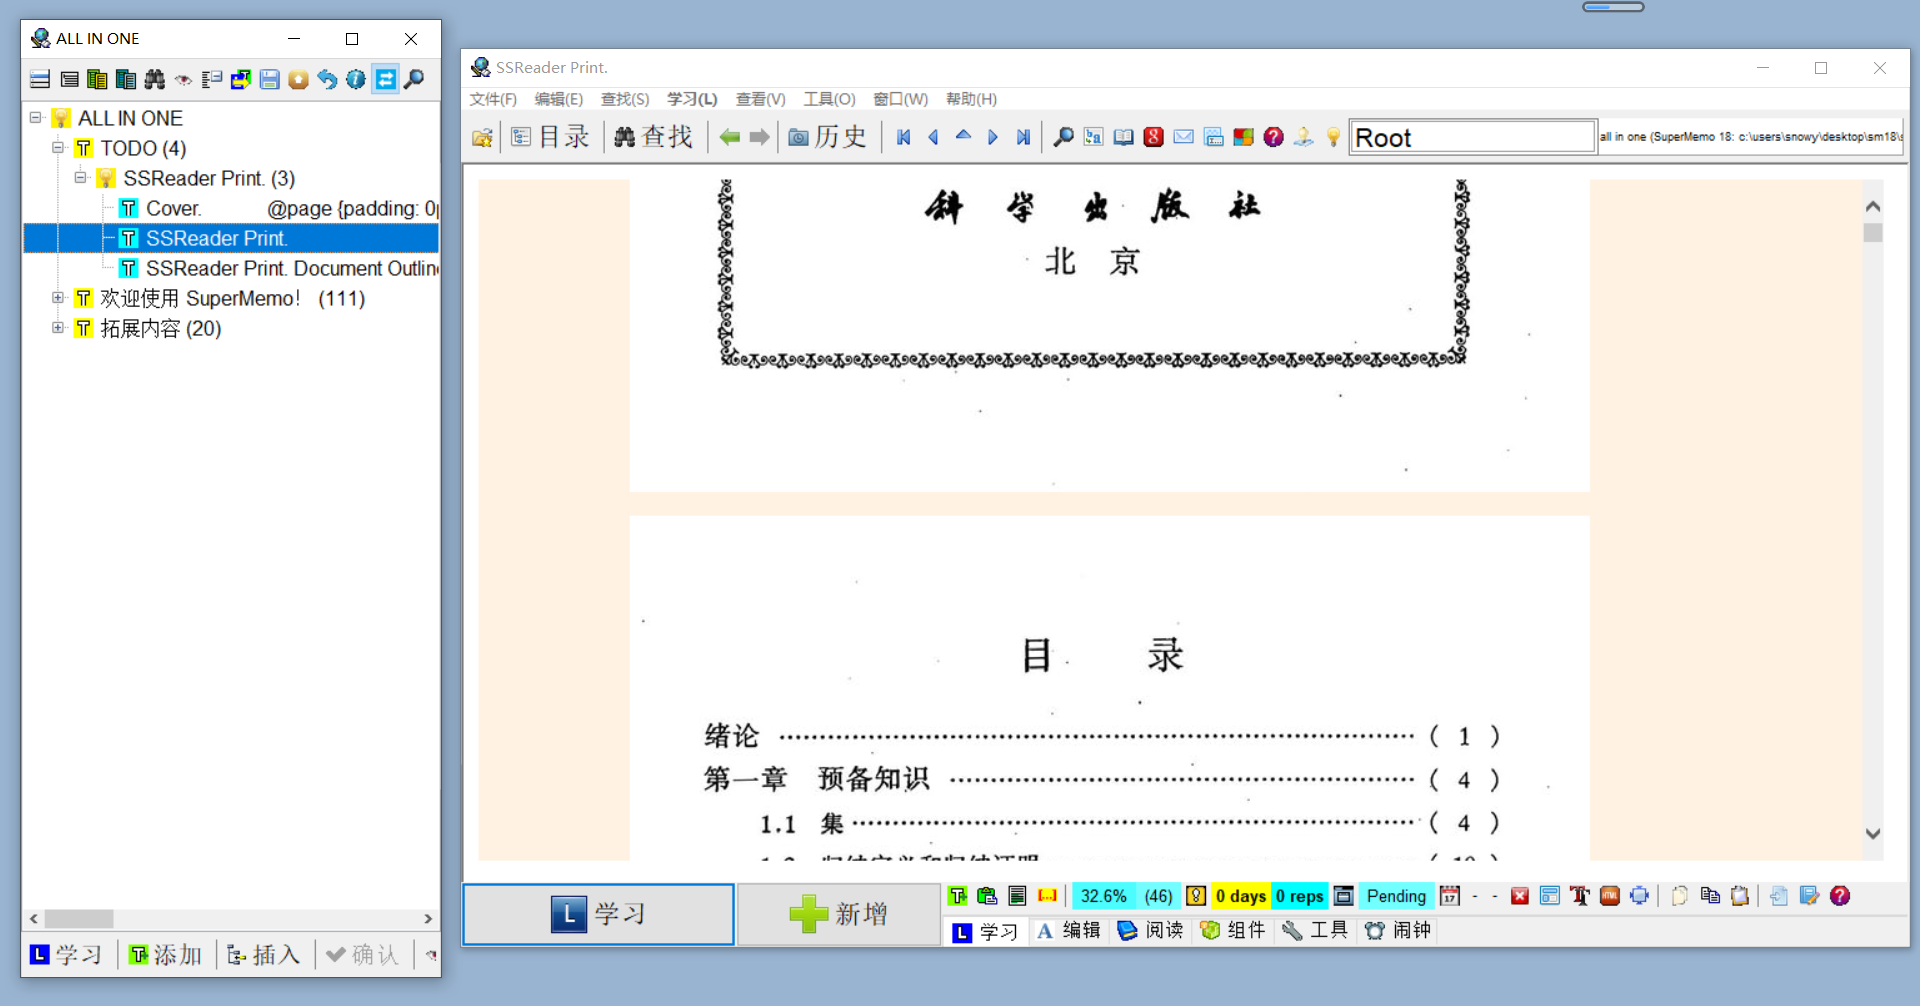 ALL IN ONE
ALL IN ONE
TODO (4)
SSReader Print. (3)
Cover. @page {padding: 0
SSReader Print.
SSReader Print. Document Outlin
欢迎使用 SuperMemo! (111)
拓展内容 (20)
学习 添加 插入 确认
SSReader Print.
文件(F) 编辑(E) 查找(S) 学习(L) 查看(V) 工具(O) 窗口(W) 帮助(H)
目录 查找 历史 Root all in one (SuperMemo 18: c:\users\snowy\desktop\sm18\
科学出版社
北京
目录
绪论 ( 1 )
第一章 预备知识 ( 4 )
1.1 集 ( 4 )
学习 新增
32.6% (46) 0 days 0 reps Pending - -
学习 编辑 阅读 组件 工具 闹钟